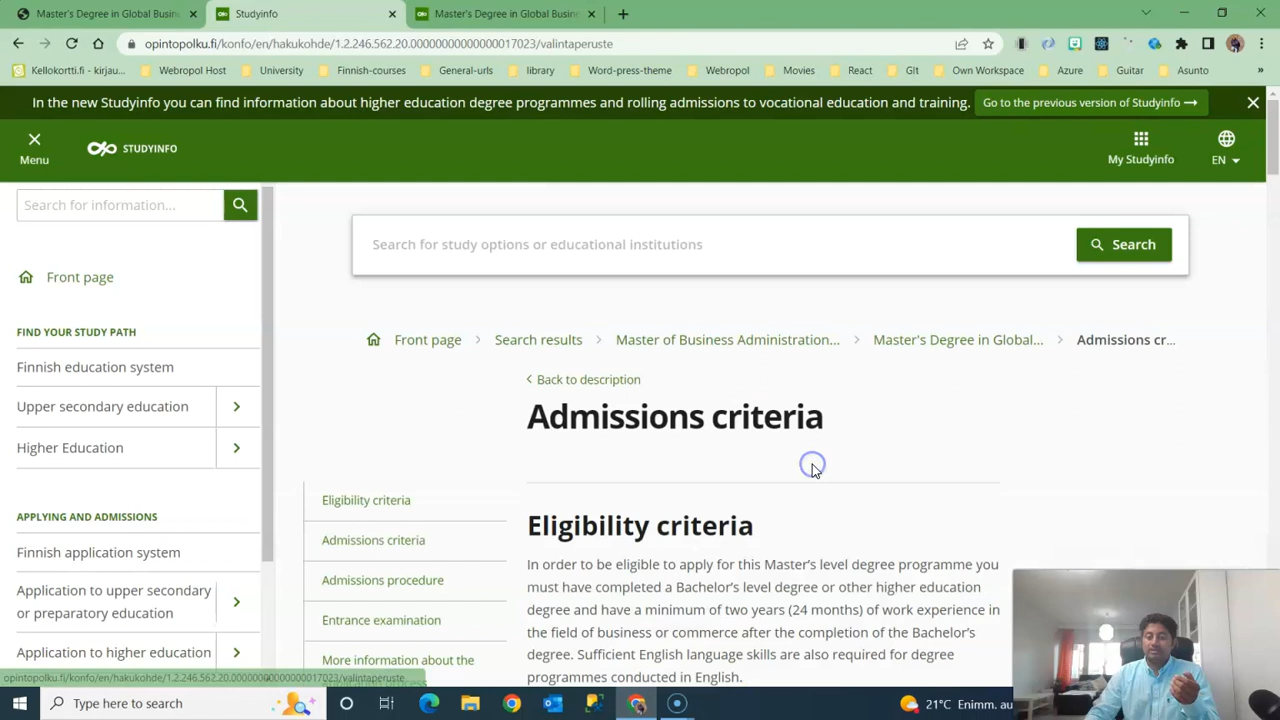 Master's Degree in Global Busin
Studyinfo
Master's Degree in Global Busine
opintopolku.fi/konfo/en/hakukohde/1.2.246.562.20.00000000000000017023/valintaperuste
Kellokortti.fi - kirjau...
Webropol Host
University
Finnish-courses
General-urls
library
Word-press-theme
Webropol
Movies
React
GIt
Own Workspace
Azure
Guitar
Asunto
»
In the new Studyinfo you can find information about higher education degree programmes and rolling admissions to vocational education and training.
Go to the previous version of Studyinfo
Menu
STUDYINFO
My Studyinfo
EN
Search for information...
Search for study options or educational institutions
Search
Front page
FIND YOUR STUDY PATH
Finnish education system
Upper secondary education
Higher Education
APPLYING AND ADMISSIONS
Finnish application system
Application to upper secondary
or preparatory education
Application to higher education
Front page
Search results
Master of Business Administration...
Master's Degree in Global...
Admissions cr...
Back to description
Admissions criteria
Eligibility criteria
Admissions criteria
Admissions procedure
Entrance examination
More information about the
Eligibility criteria
In order to be eligible to apply for this Master's level degree programme you
must have completed a Bachelor's level degree or other higher education
degree and have a minimum of two years (24 months) of work experience in
the field of business or commerce after the completion of the Bachelor's
degree. Sufficient English language skills are also required for degree
programmes conducted in English.
opintopolku.fi/konfo/en/hakukohde/1.2.246.562.20.00000000000000017023/valintaperuste
Type here to search
21°C Enimm. au